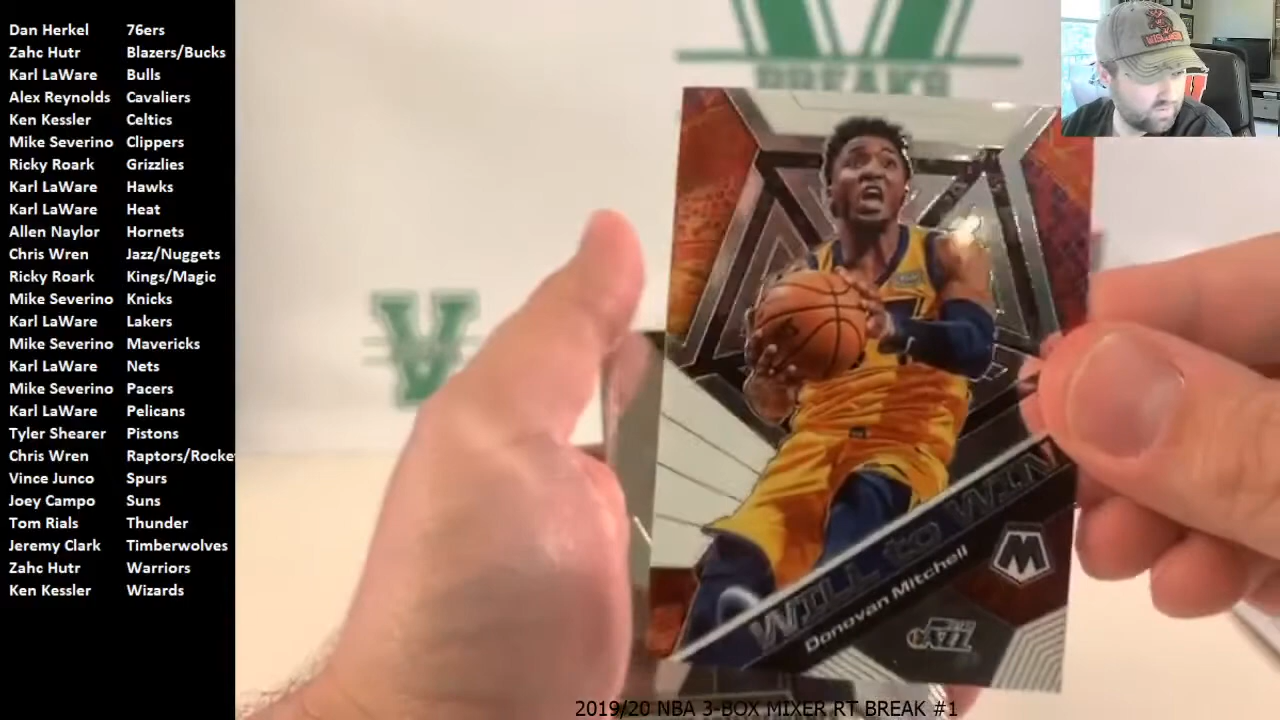 Dan Herkel 76ers
Zahc Hutr Blazers/Bucks
Karl LaWare Bulls
Alex Reynolds Cavaliers
Ken Kessler Celtics
Mike Severino Clippers
Ricky Roark Grizzlies
Karl LaWare Hawks
Karl LaWare Heat
Allen Naylor Hornets
Chris Wren Jazz/Nuggets
Ricky Roark Kings/Magic
Mike Severino Knicks
Karl LaWare Lakers
Mike Severino Mavericks
Karl LaWare Nets
Mike Severino Pacers
Karl LaWare Pelicans
Tyler Shearer Pistons
Chris Wren Raptors/Rocke
Vince Junco Spurs
Joey Campo Suns
Tom Rials Thunder
Jeremy Clark Timberwolves
Zahc Hutr Warriors
Ken Kessler Wizards
V
BREAKS
V
WISCONSIN
WILL to WIN
Donovan Mitchell
M
JAZZ
2019/20 NBA 3-BOX MIXER RT BREAK #1